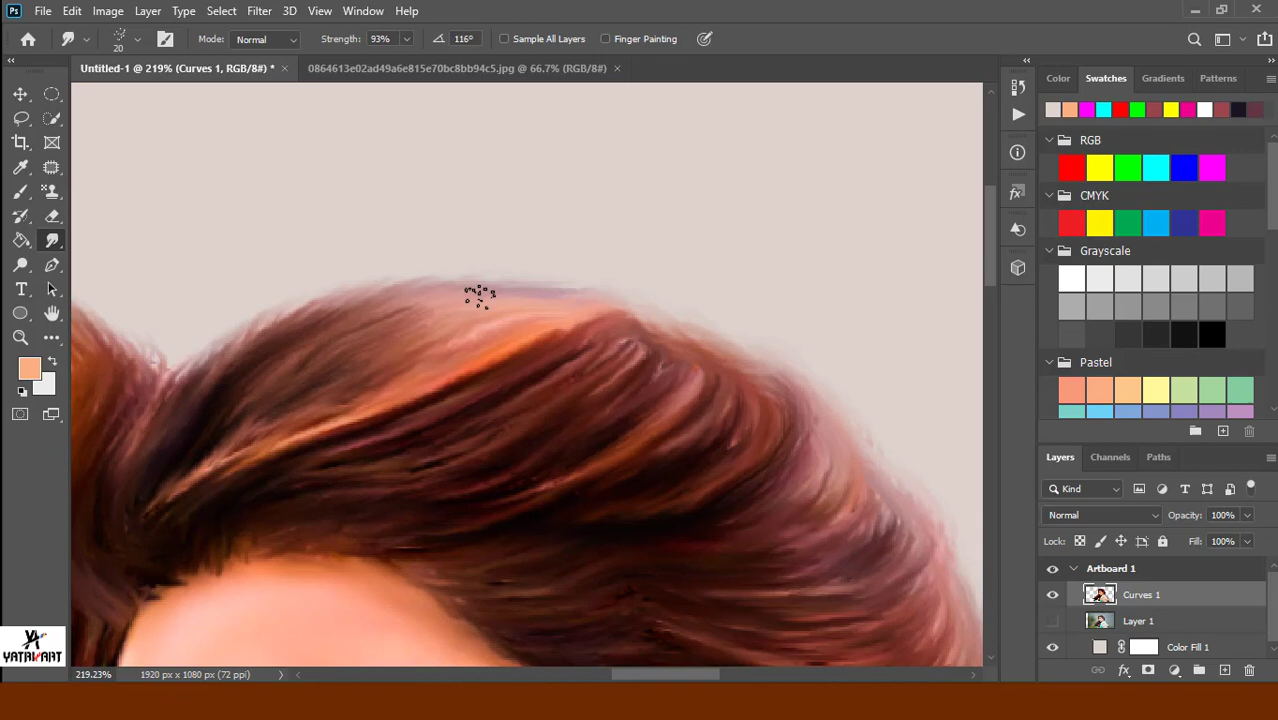 Ps File Edit Image Layer Type Select Filter 3D View Window Help
20 Mode: Normal Strength: 93% 116° Sample All Layers Finger Painting
Untitled-1 @ 219% (Curves 1, RGB/8#) * 0864613e02ad49a6e815e70bc8bb94c5.jpg @ 66.7% (RGB/8#)
Color Swatches Gradients Patterns
RGB
CMYK
Grayscale
Pastel
Layers Channels Paths
Kind
Normal Opacity: 100%
Lock: Fill: 100%
Artboard 1
Curves 1
Layer 1
Color Fill 1
YATRI ART
219.23% 1920 px x 1080 px (72 ppi)